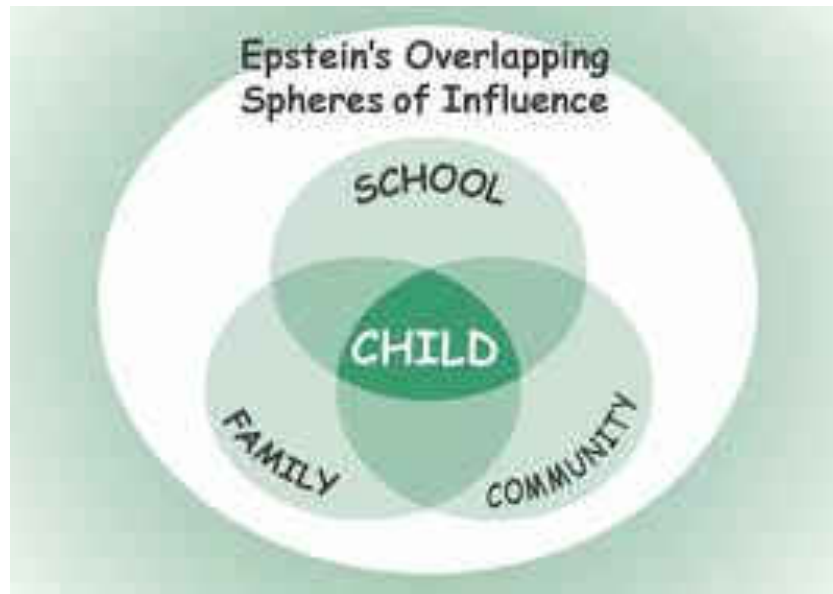 Epstein's Overlapping
Spheres of Influence
SCHOOL
CHILD
FAMILY
COMMUNITY